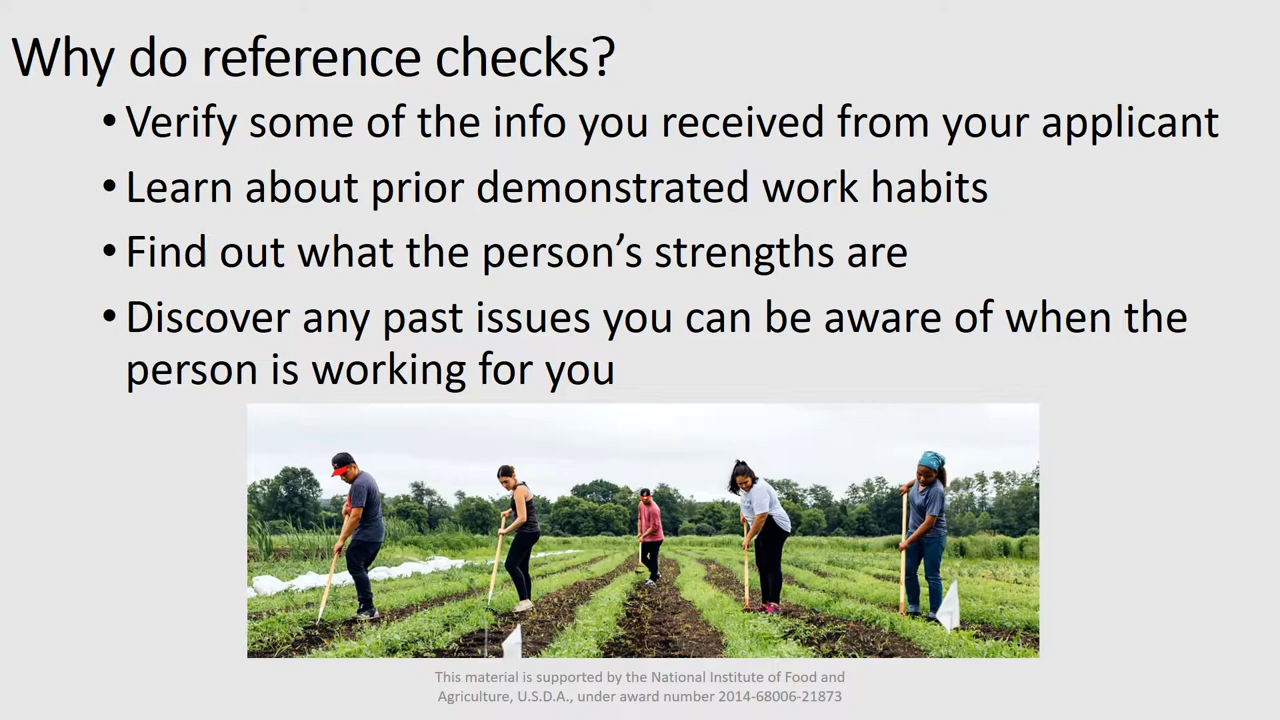 Why do reference checks?
• Verify some of the info you received from your applicant
• Learn about prior demonstrated work habits
• Find out what the person’s strengths are
• Discover any past issues you can be aware of when the
person is working for you
This material is supported by the National Institute of Food and
Agriculture, U.S.D.A., under award number 2014-68006-21873